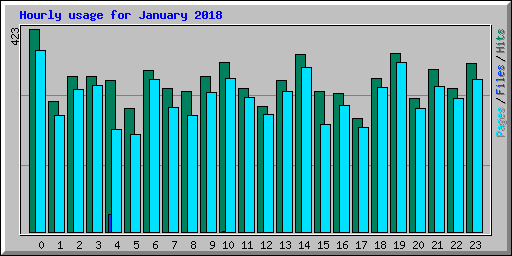 Hourly usage for January 2018
423
Pages/Files/Hits
0 1 2 3 4 5 6 7 8 9 10 11 12 13 14 15 16 17 18 19 20 21 22 23